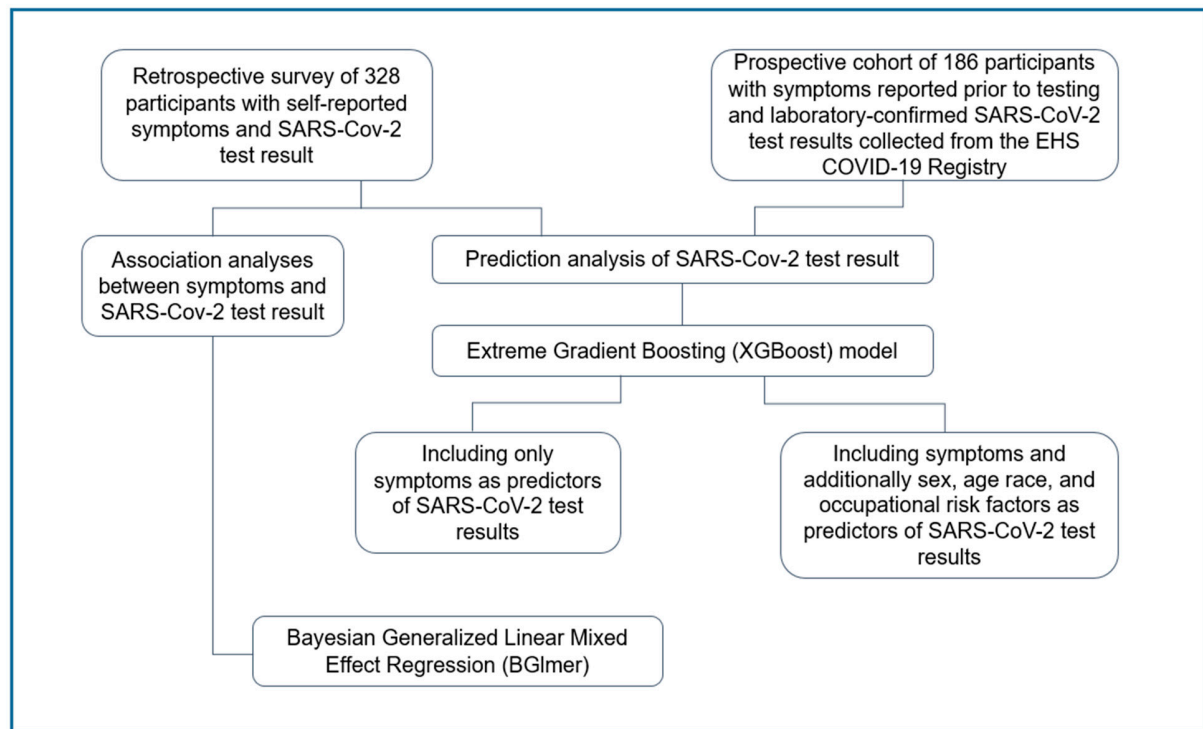 Retrospective survey of 328
participants with self-reported
symptoms and SARS-Cov-2
test result
Prospective cohort of 186 participants
with symptoms reported prior to testing
and laboratory-confirmed SARS-CoV-2
test results collected from the EHS
COVID-19 Registry
Association analyses
between symptoms and
SARS-Cov-2 test result
Prediction analysis of SARS-Cov-2 test result
Extreme Gradient Boosting (XGBoost) model
Including only
symptoms as predictors
of SARS-CoV-2 test
results
Including symptoms and
additionally sex, age race, and
occupational risk factors as
predictors of SARS-CoV-2 test
results
Bayesian Generalized Linear Mixed
Effect Regression (BGlmer)